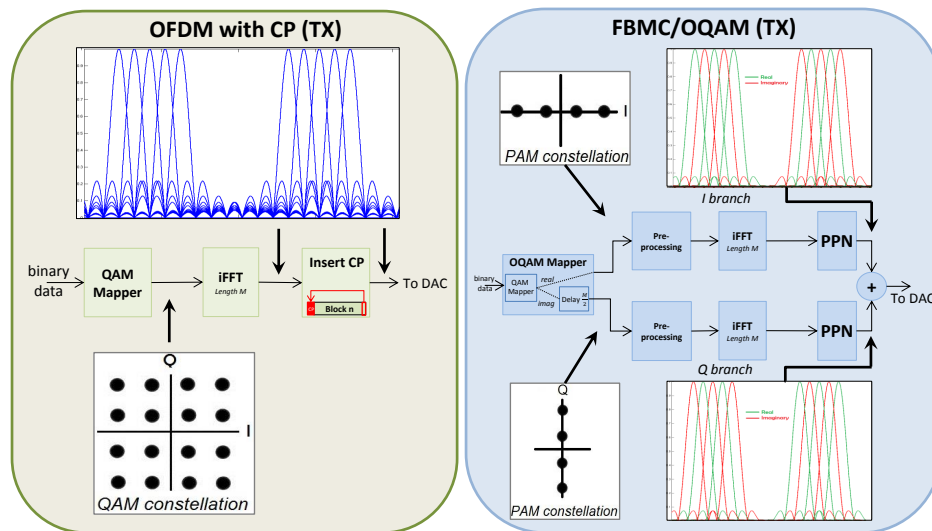 OFDM with CP (TX)
binary
data
QAM
Mapper
iFFT
Length M
Insert CP
CP
Block n
To DAC
Q
I
QAM constellation
FBMC/OQAM (TX)
I
PAM constellation
Real
Imaginary
I branch
OQAM Mapper
binary
data
QAM
Mapper
real
imag
Delay M/2
Pre-
processing
iFFT
Length M
PPN
+
To DAC
Pre-
processing
iFFT
Length M
PPN
Q branch
Q
PAM constellation
Real
Imaginary